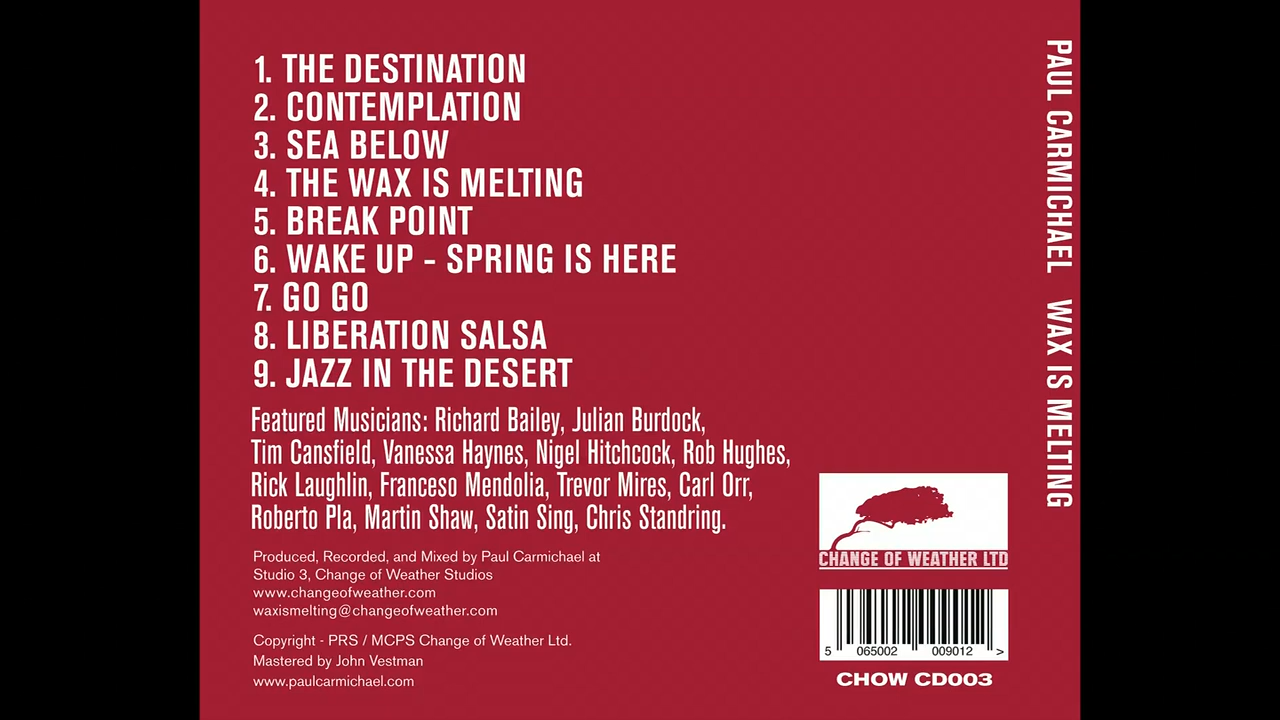 1. THE DESTINATION
2. CONTEMPLATION
3. SEA BELOW
4. THE WAX IS MELTING
5. BREAK POINT
6. WAKE UP - SPRING IS HERE
7. GO GO
8. LIBERATION SALSA
9. JAZZ IN THE DESERT
Featured Musicians: Richard Bailey, Julian Burdock,
Tim Cansfield, Vanessa Haynes, Nigel Hitchcock, Rob Hughes,
Rick Laughlin, Franceso Mendolia, Trevor Mires, Carl Orr,
Roberto Pla, Martin Shaw, Satin Sing, Chris Standring.
Produced, Recorded, and Mixed by Paul Carmichael at
Studio 3, Change of Weather Studios
www.changeofweather.com
waxismelting@changeofweather.com
Copyright - PRS / MCPS Change of Weather Ltd.
Mastered by John Vestman
www.paulcarmichael.com
CHANGE OF WEATHER LTD
5 065002 009012 >
CHOW CD003
PAUL CARMICHAEL WAX IS MELTING